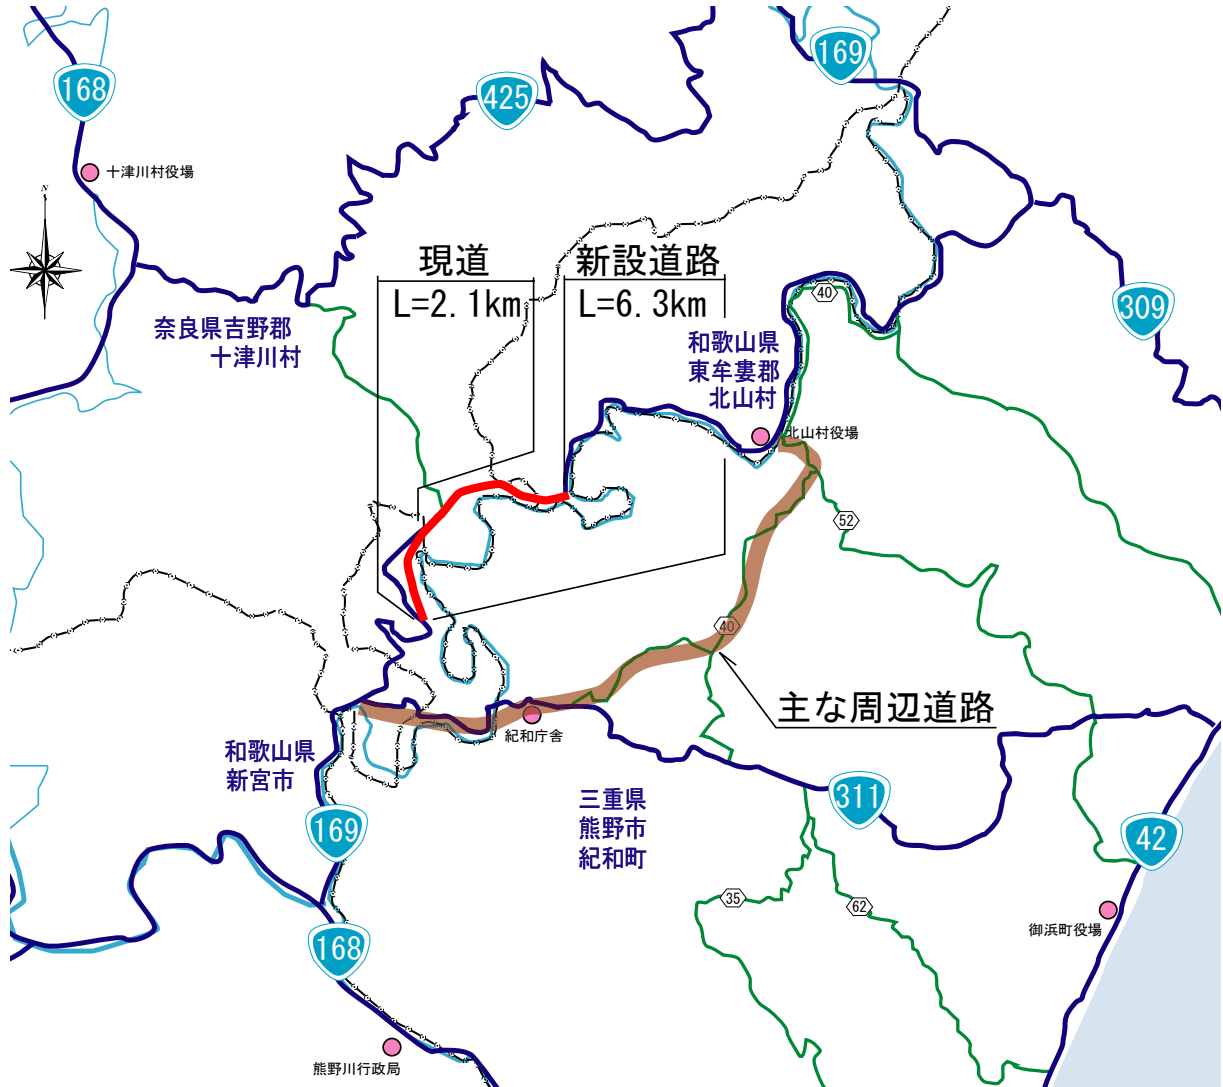 169
168
425
十津川村役場
N
現道
L=2.1km
新設道路
L=6.3km
40
309
奈良県吉野郡
十津川村
和歌山県
東牟婁郡
北山村
北山村役場
52
40
主な周辺道路
紀和庁舎
和歌山県
新宮市
311
三重県
熊野市
紀和町
169
42
35
62
御浜町役場
168
熊野川行政局